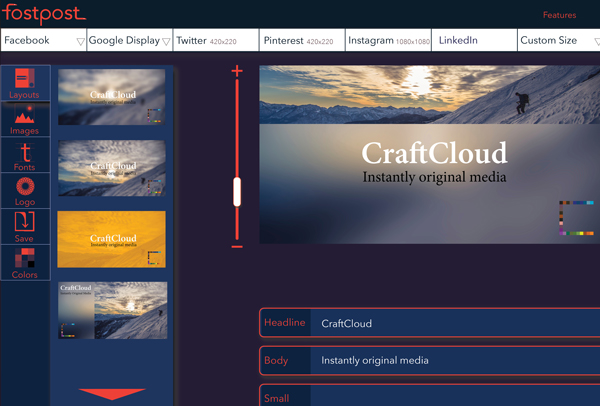 fostpost
Features
Facebook
Google Display
Twitter 420x220
Pinterest 420x220
Instagram 1080x1080
LinkedIn
Custom Size
Layouts
Images
Fonts
Logo
Save
Colors
CraftCloud
Instantly original media
CraftCloud
Instantly original media
CraftCloud
Instantly original media
CraftCloud
Instantly Original Media
CraftCloud
Instantly original media
Headline CraftCloud
Body Instantly original media
Small